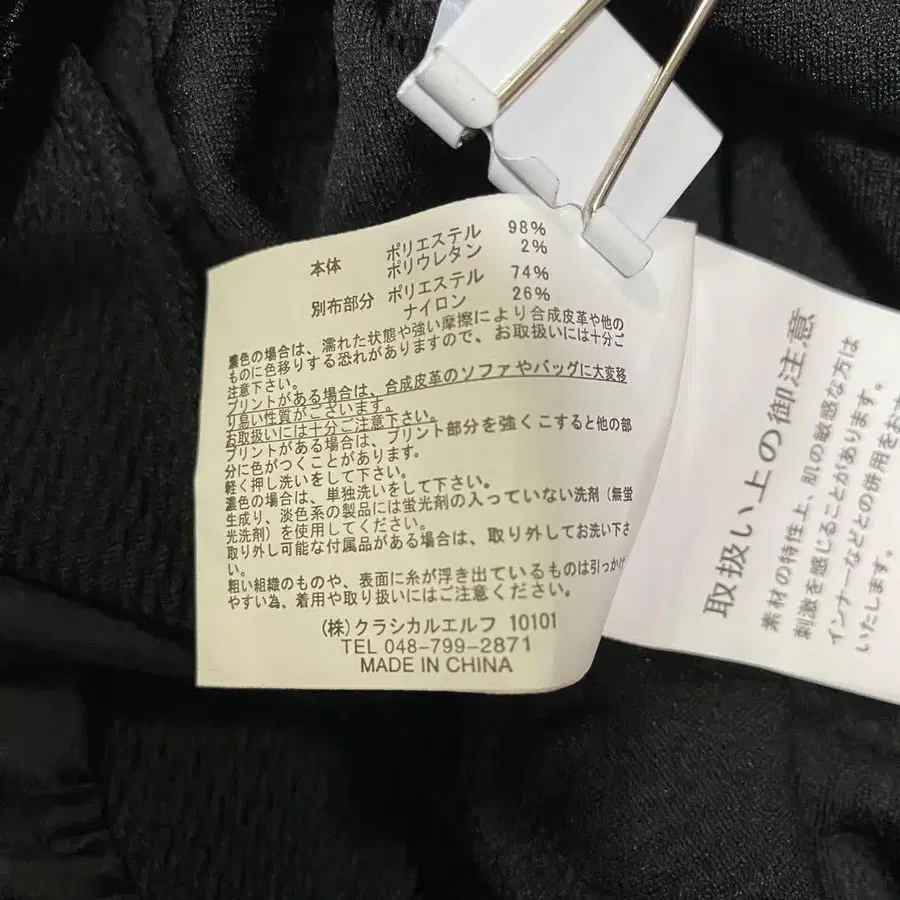 本体 ポリエステル 98%
ポリウレタン 2%
別布部分 ポリエステル 74%
ナイロン 26%
濃色の場合は、濡れた状態や強い摩擦により合成皮革や他の
ものに色移りする恐れがありますので、お取扱いには十分ご
注意下さい。
プリントがある場合は、合成皮革のソファやバッグに大変移
り易い性質がございます。
お取扱いには十分ご注意下さい。
プリントがある場合は、プリント部分を強くこすると他の部
分に色がつくことがあります。
軽く押し洗いをして下さい。
濃色の場合は、単独洗いをして下さい。
生成り、淡色系の製品には蛍光剤の入っていない洗剤（無蛍
光洗剤）を使用してください。
取り外し可能な付属品がある場合は、取り外してお洗い下さ
い。
粗い組織のものや、表面に糸が浮き出ているものは引っかけ
やすい為、着用や取り扱いにはご注意ください。
(株)クラシカルエルフ 10101
TEL 048-799-2871
MADE IN CHINA
取扱い上の御注意
素材の特性上、肌の敏感な方は
刺激を感じることがあります。
インナーなどとの併用をおす
いたします。